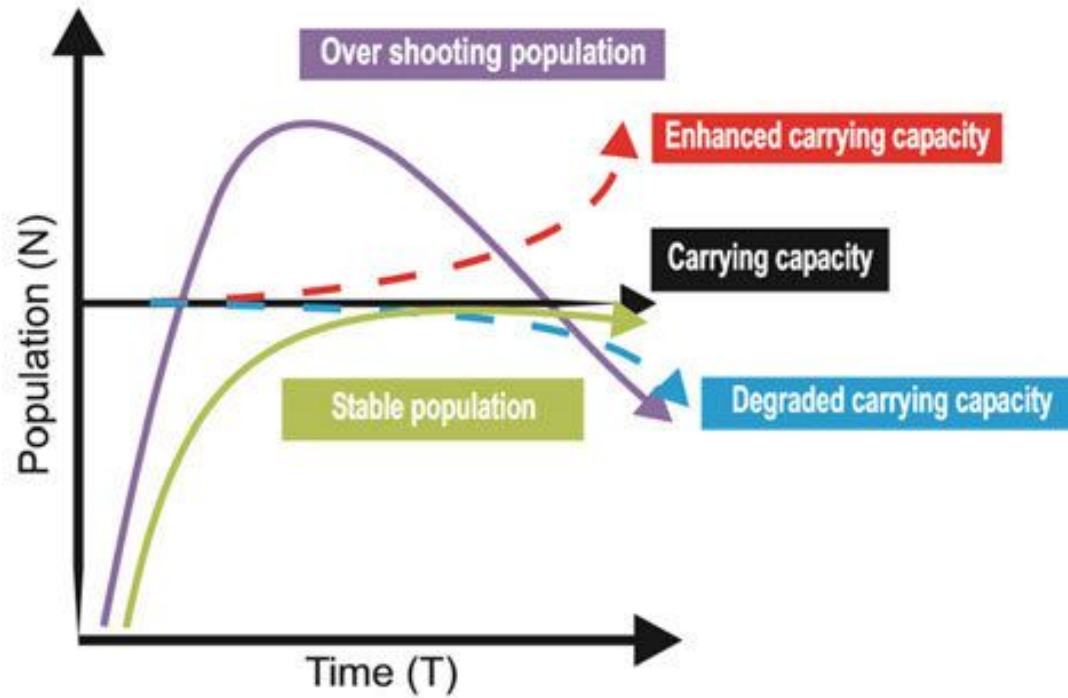 Over shooting population
Enhanced carrying capacity
Carrying capacity
Stable population
Degraded carrying capacity
Population (N)
Time (T)